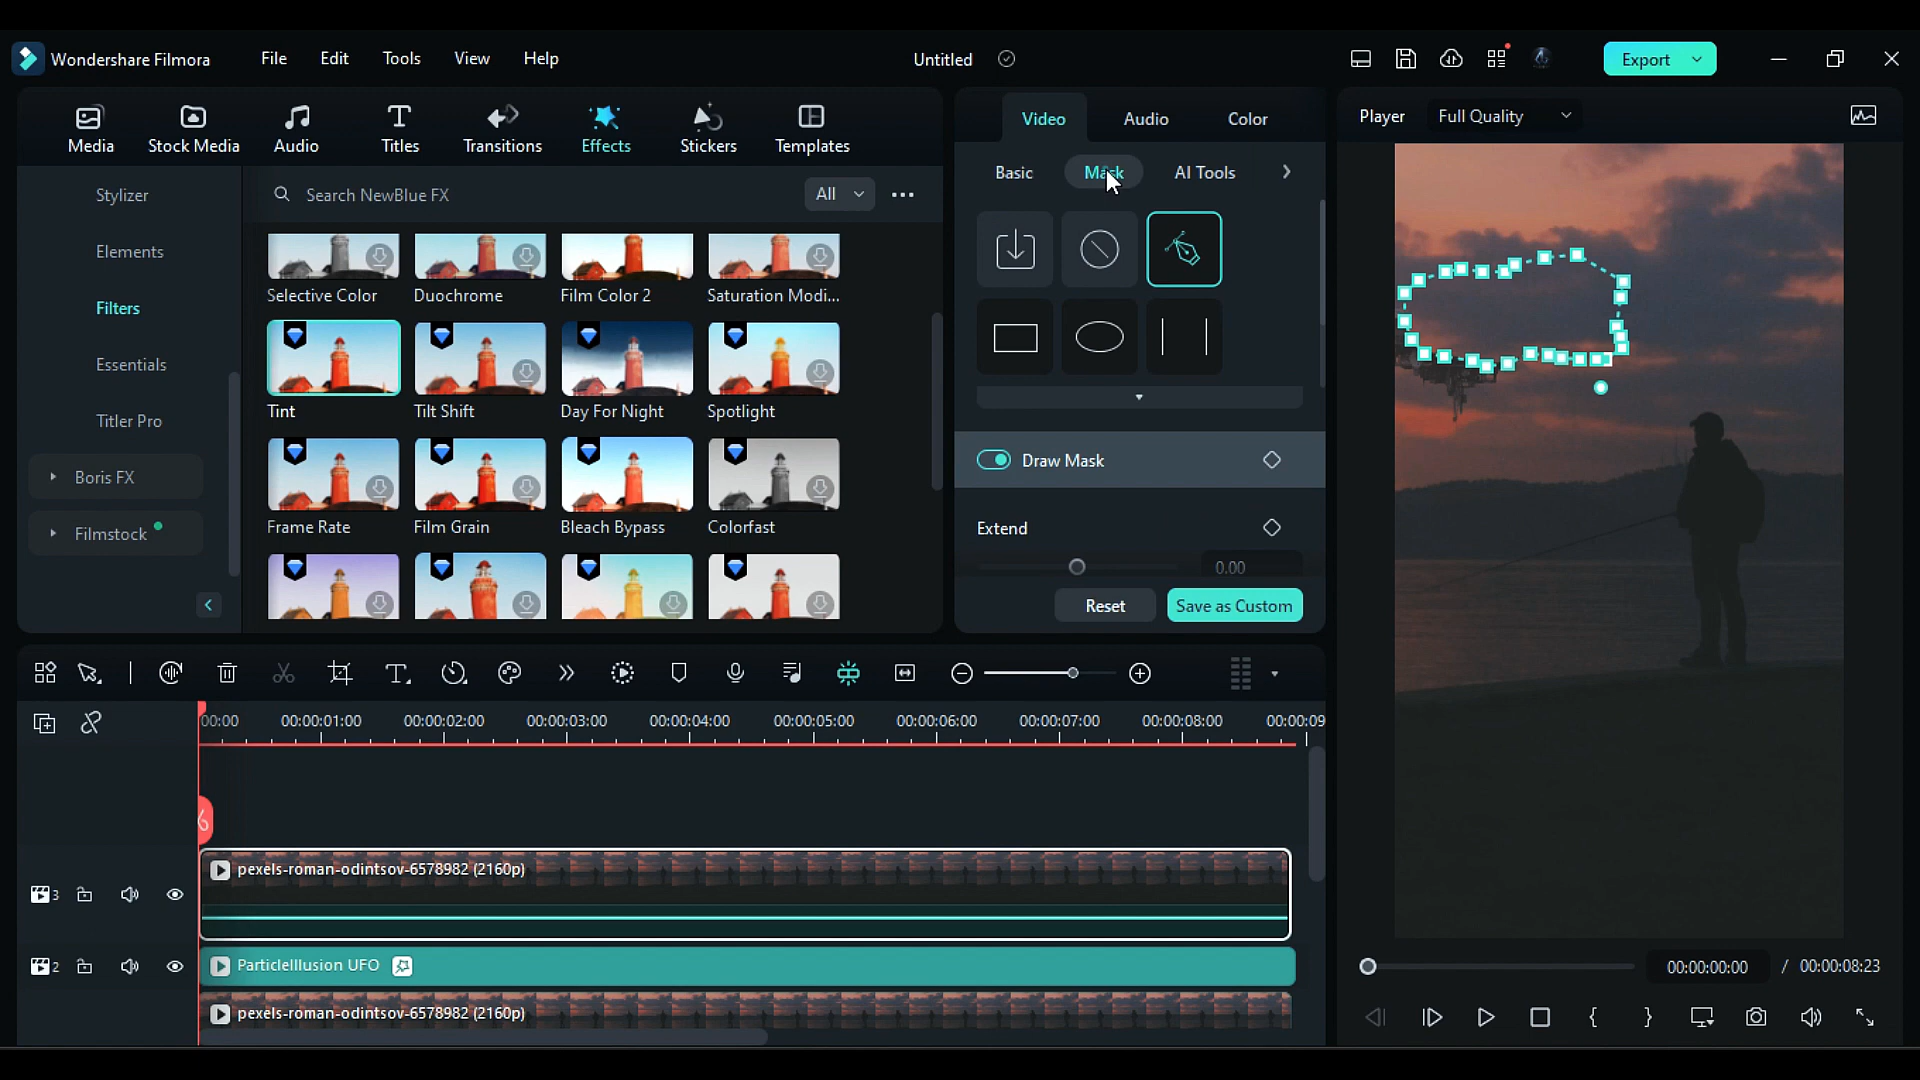 Wondershare Filmora
File
Edit
Tools
View
Help
Untitled
Export
Media
Stock Media
Audio
Titles
Transitions
Effects
Stickers
Templates
Video
Audio
Color
Player
Full Quality
Stylizer
Elements
Filters
Essentials
Titler Pro
Boris FX
Filmstock
Search NewBlue FX
All
Selective Color
Duochrome
Film Color 2
Saturation Modi...
Tint
Tilt Shift
Day For Night
Spotlight
Frame Rate
Film Grain
Bleach Bypass
Colorfast
Basic
Mask
AI Tools
Draw Mask
Extend
0.00
Reset
Save as Custom
00:00
00:00:01:00
00:00:02:00
00:00:03:00
00:00:04:00
00:00:05:00
00:00:06:00
00:00:07:00
00:00:08:00
00:00:09
3
pexels-roman-odintsov-6578982 (2160p)
2
ParticleIllusion UFO
pexels-roman-odintsov-6578982 (2160p)
00:00:00:00
/ 00:00:08:23